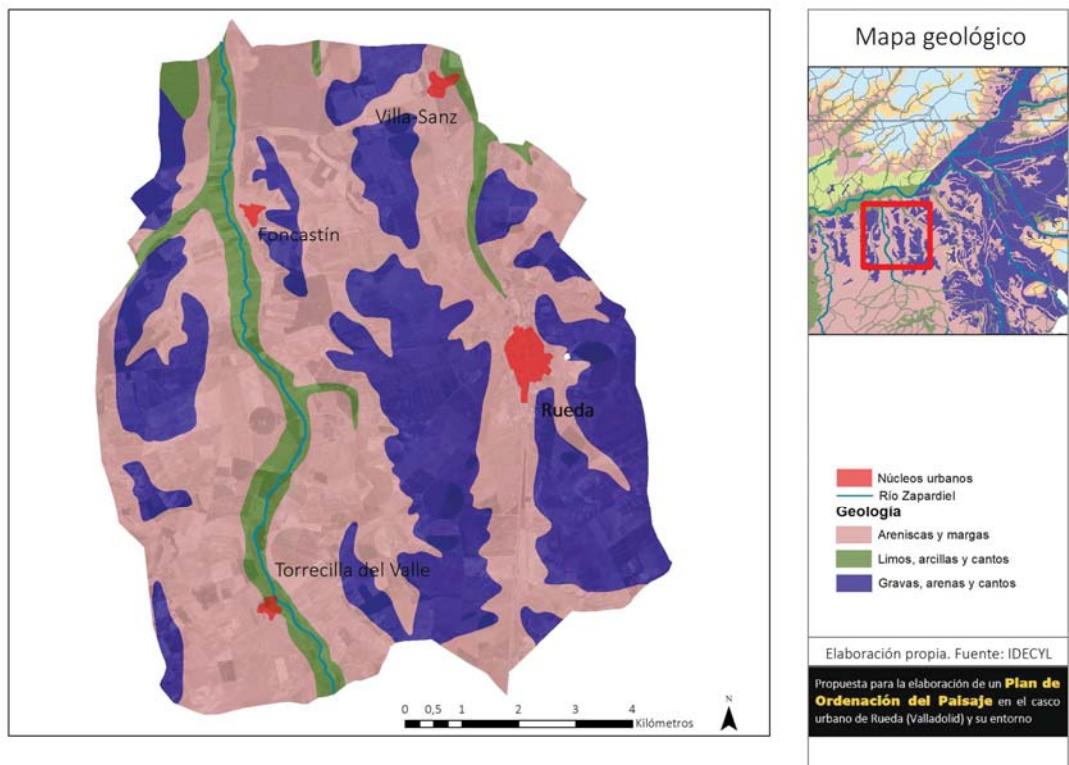 Villa-Sanz
Foncastín
Rueda
Torrecilla del Valle
0 0,5 1 2 3 4
Kilómetros
N
Mapa geológico
Núcleos urbanos
Río Zapardiel
Geología
Areniscas y margas
Limos, arcillas y cantos
Gravas, arenas y cantos
Elaboración propia. Fuente: IDECYL
Propuesta para la elaboración de un Plan de
Ordenación del Paisaje en el casco
urbano de Rueda (Valladolid) y su entorno